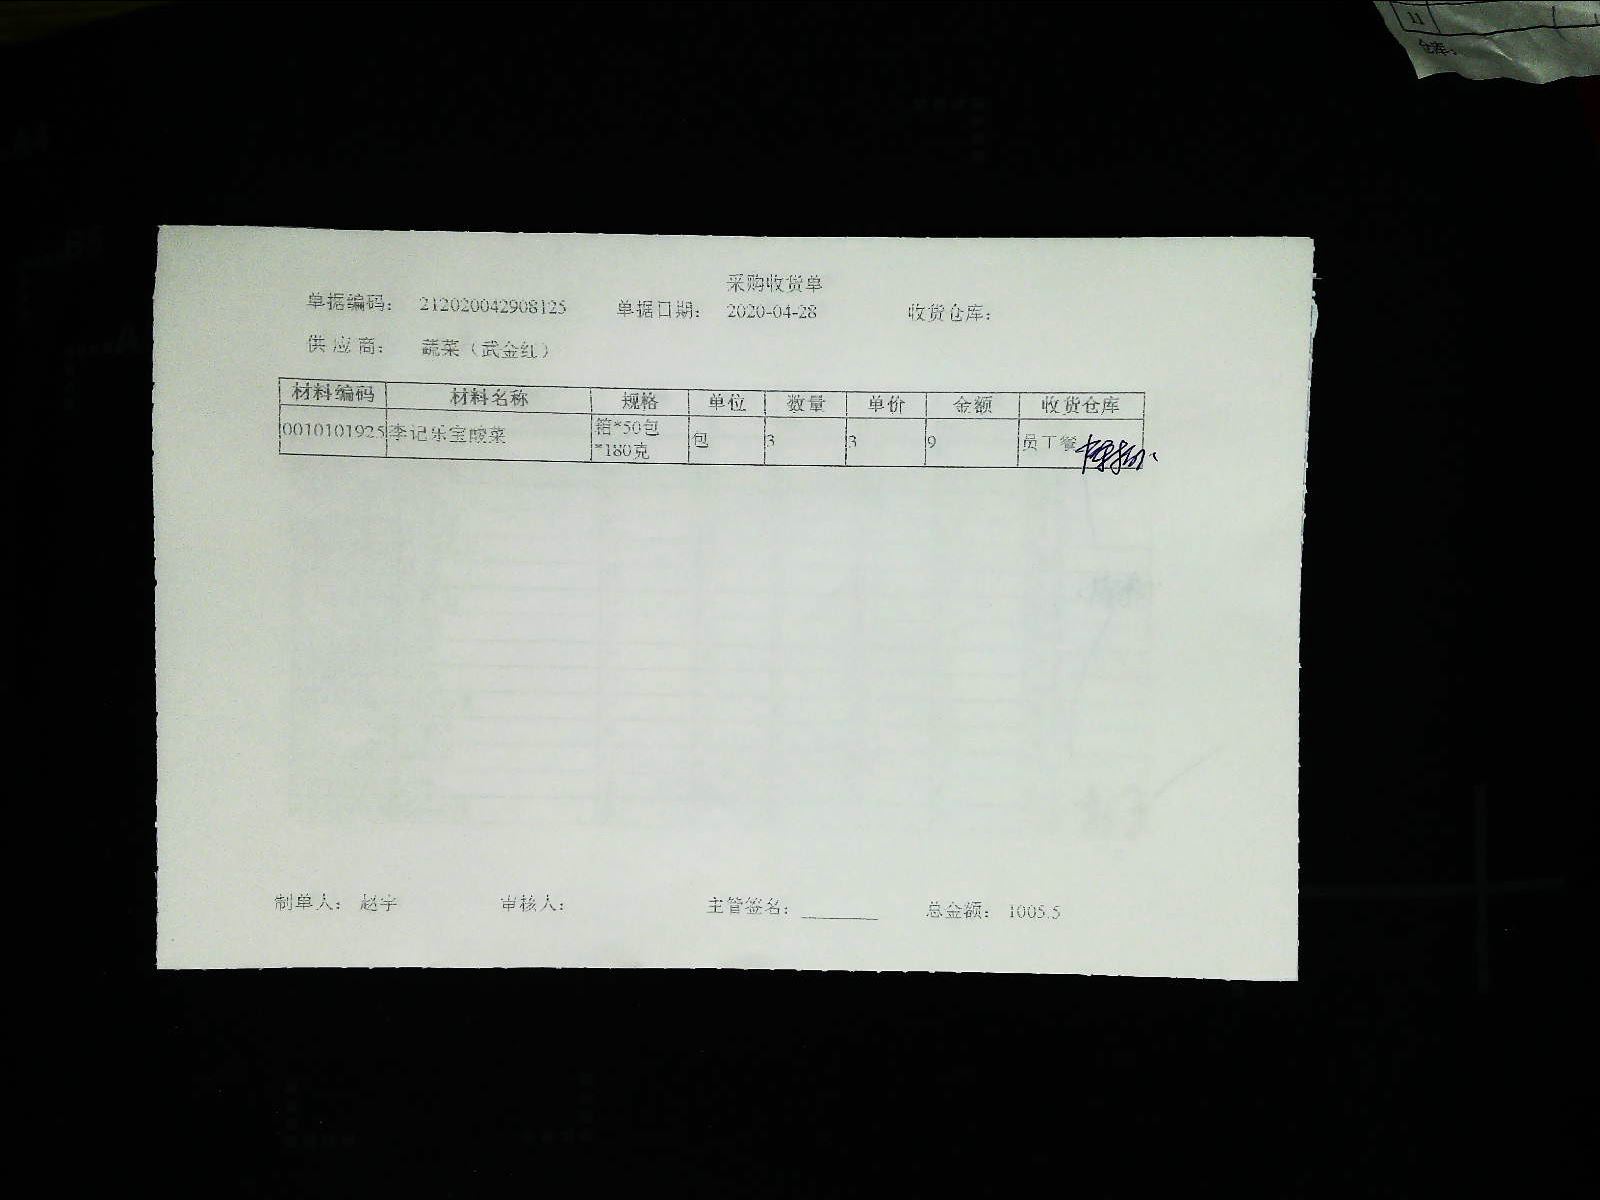 11
仓库：
采购收货单
单据编码： 212020042908125 单据日期： 2020-04-28 收货仓库：
供 应 商： 蔬菜（武金红）
材料编码 材料名称 规格 单位 数量 单价 金额 收货仓库
0010101925 李记乐宝酸菜 箱*50包 包 3 3 9 员工餐
*180克
制单人： 赵宇 审核人： 主管签名： 总金额： 1005.5